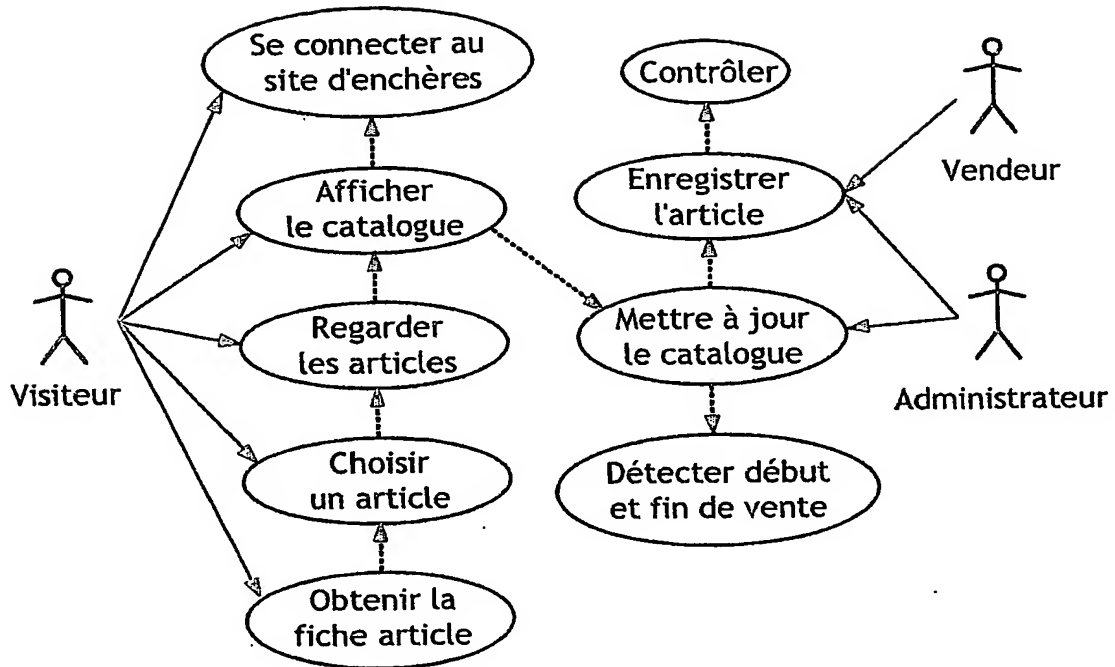 Se connecter au
site d'enchères
Contrôler
Vendeur
Afficher
le catalogue
Enregistrer
l'article
Visiteur
Regarder
les articles
Mettre à jour
le catalogue
Administrateur
Choisir
un article
Détecter début
et fin de vente
Obtenir la
fiche article